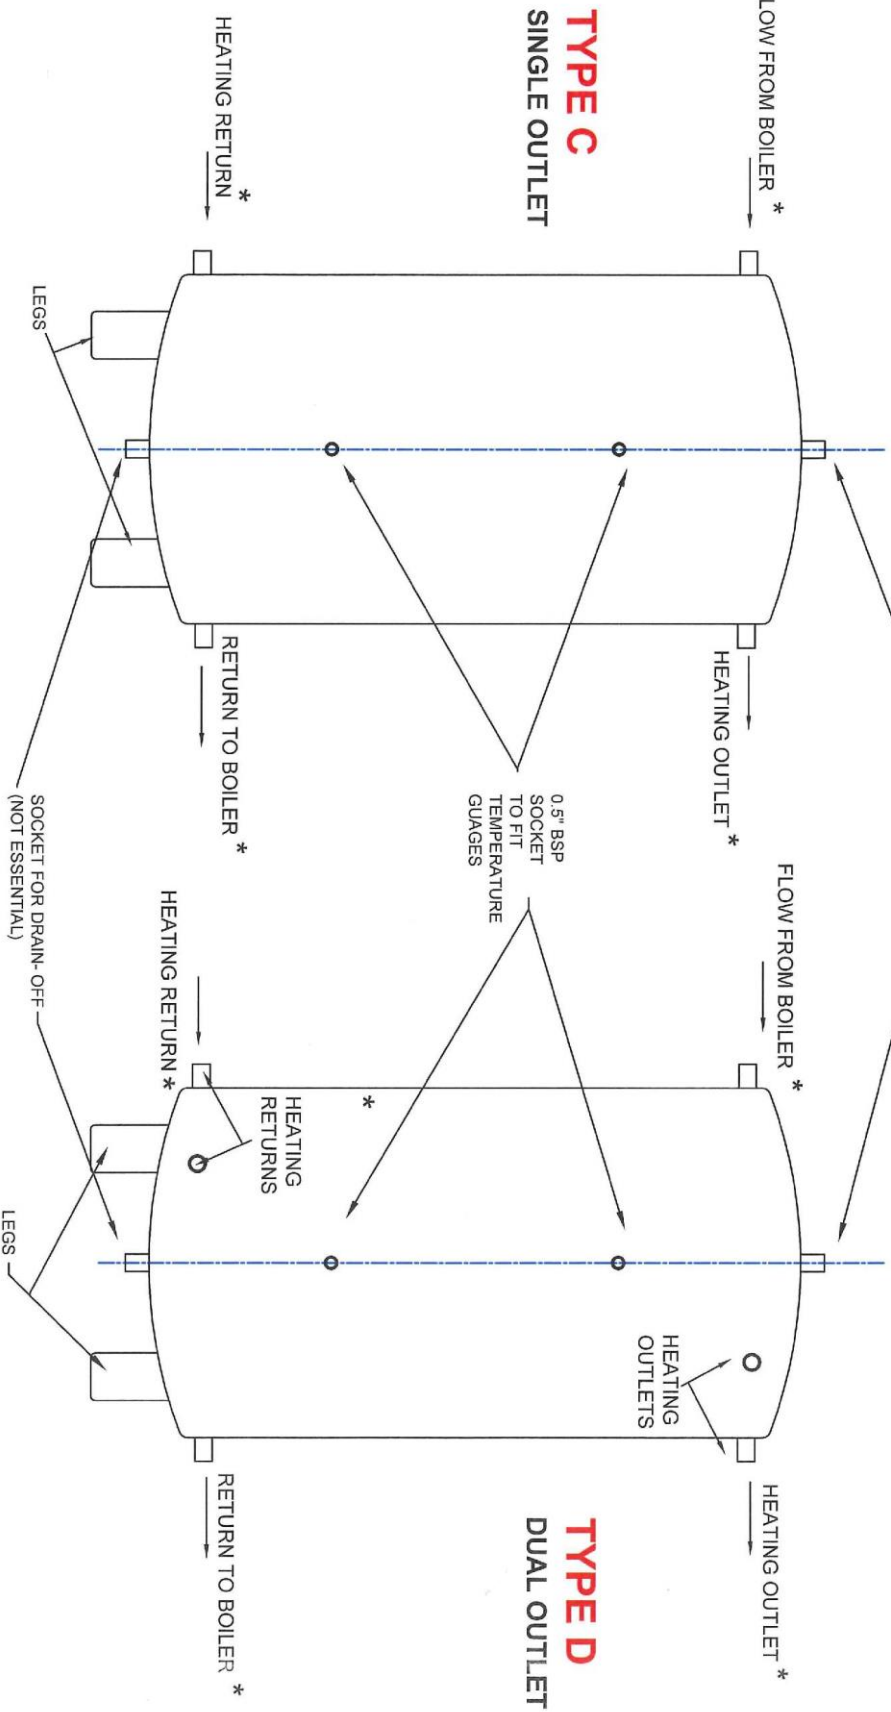 TYPE C
SINGLE OUTLET
LOW FROM BOILER *
HEATING OUTLET *
HEATING RETURN *
RETURN TO BOILER *
LEGS
0.5" BSP
SOCKET
TO FIT
TEMPERATURE
GUAGES
SOCKET FOR DRAIN-OFF
(NOT ESSENTIAL)
TYPE D
DUAL OUTLET
FLOW FROM BOILER *
HEATING OUTLET *
HEATING
OUTLETS
*
HEATING
RETURNS
HEATING RETURN *
RETURN TO BOILER *
LEGS